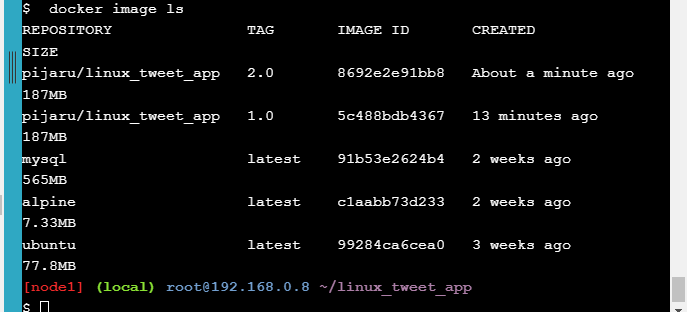 $  docker image ls
REPOSITORY               TAG       IMAGE ID       CREATED
SIZE
pijaru/linux_tweet_app   2.0       8692e2e91bb8   About a minute ago
187MB
pijaru/linux_tweet_app   1.0       5c488bdb4367   13 minutes ago
187MB
mysql                    latest    91b53e2624b4   2 weeks ago
565MB
alpine                   latest    c1aabb73d233   2 weeks ago
7.33MB
ubuntu                   latest    99284ca6cea0   3 weeks ago
77.8MB
[node1] (local) root@192.168.0.8 ~/linux_tweet_app
$